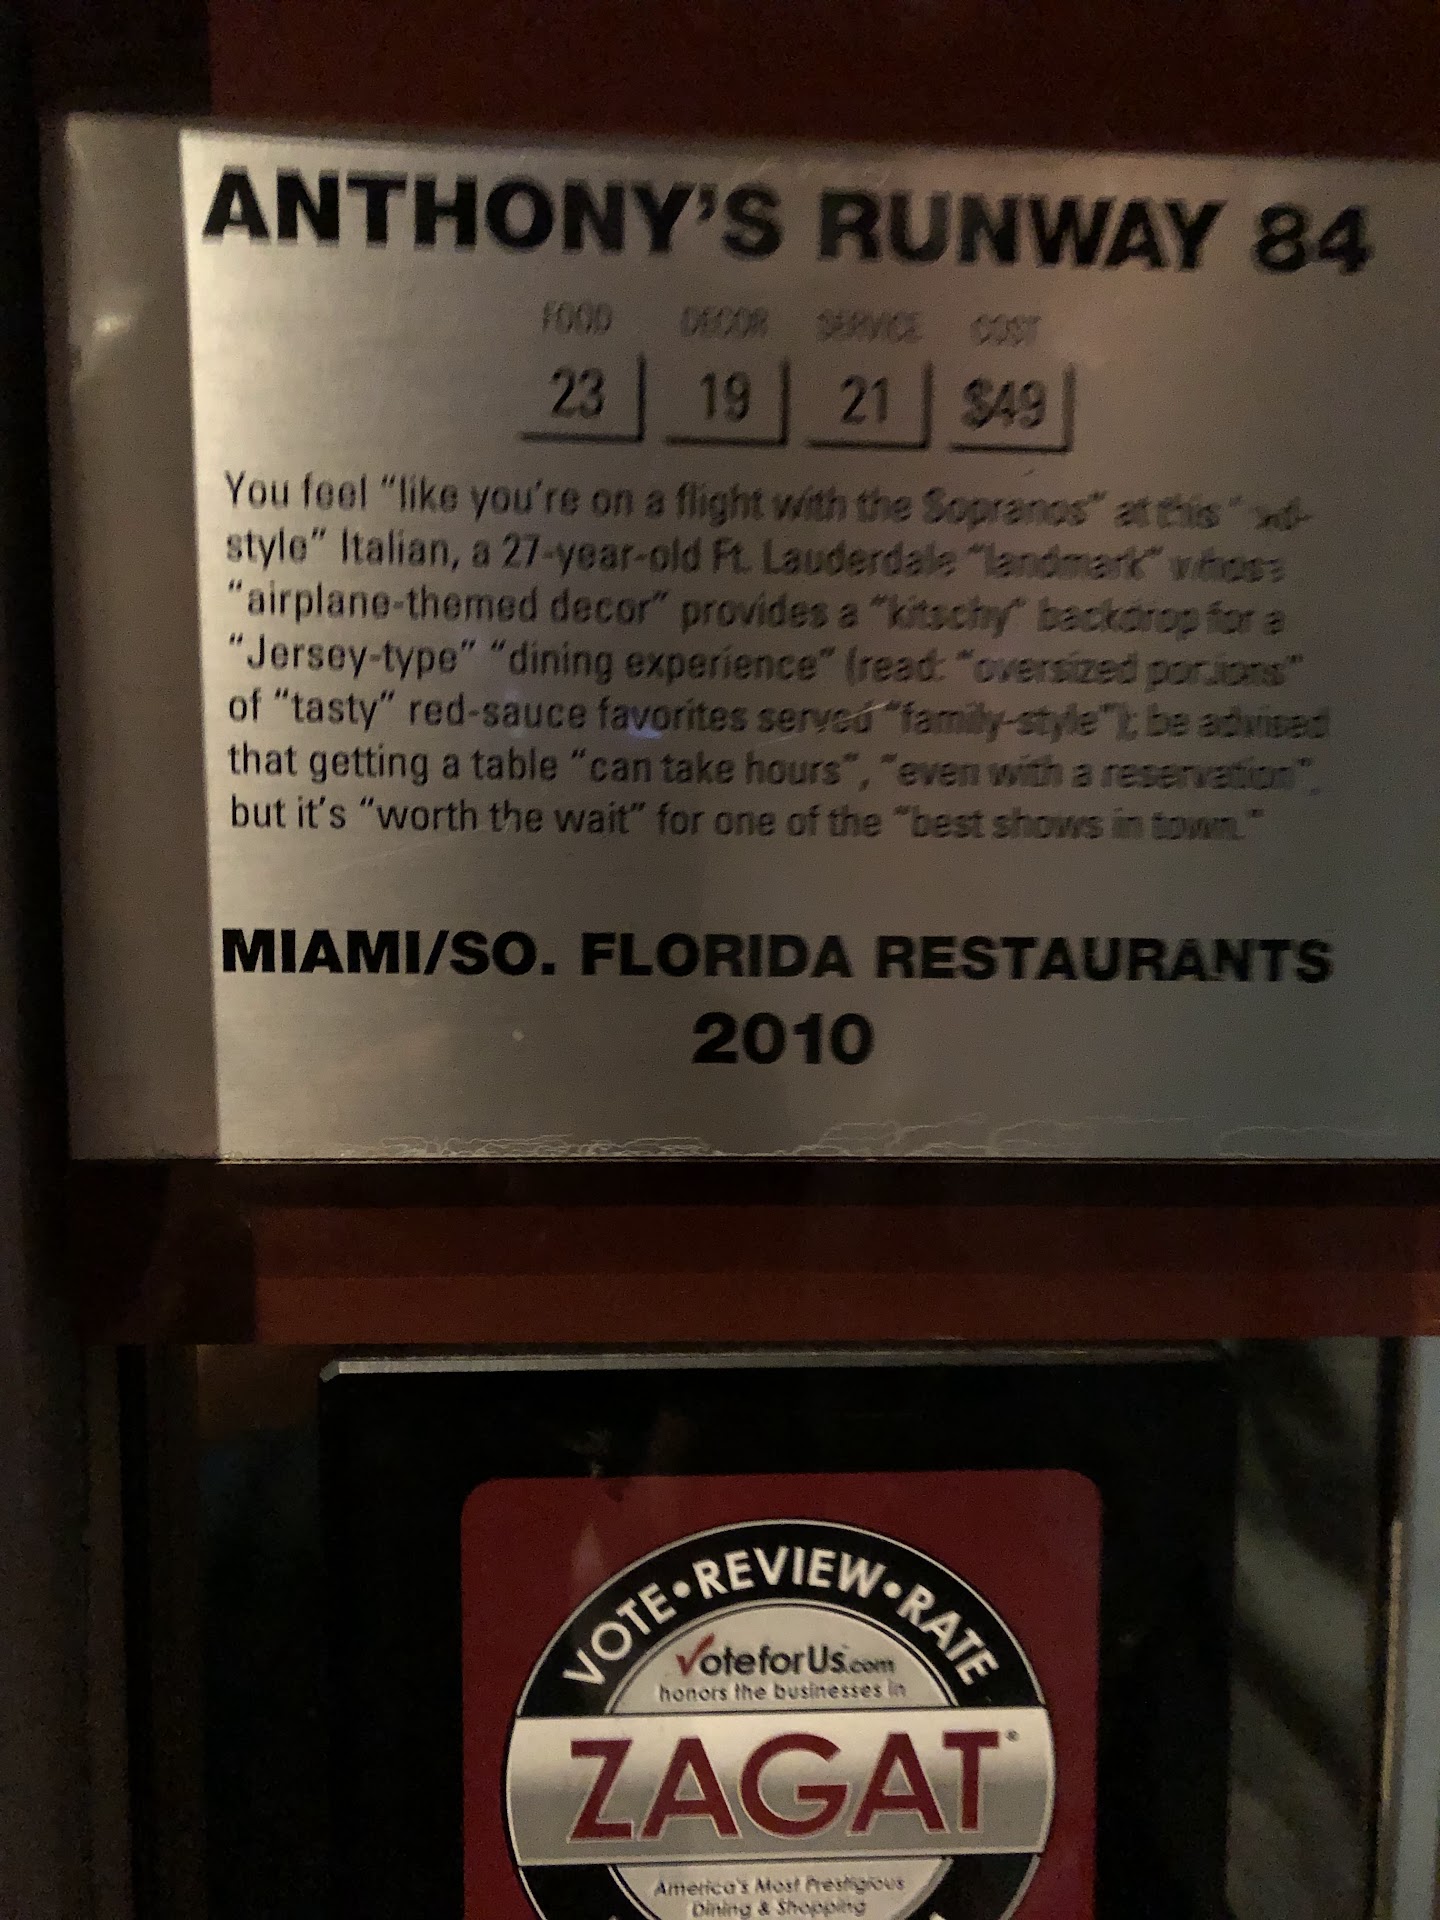 ANTHONY'S RUNWAY 84
FOOD DECOR SERVICE COST
23 19 21 $49
You feel "like you're on a flight with the Sopranos" at this "
style" Italian, a 27-year-old Ft. Lauderdale "landmark" whose
"airplane-themed decor" provides a "kitschy" backdrop for a
"Jersey-type" "dining experience" (read: "oversized portions"
of "tasty" red-sauce favorites served "family-style"); be advised
that getting a table "can take hours", "even with a reservation",
but it's "worth the wait" for one of the "best shows in town."
MIAMI/SO. FLORIDA RESTAURANTS
2010
VOTE•REVIEW•RATE
VoteforUs.com
honors the businesses in
ZAGAT®
America's Most Prestigious
Dining & Shopping